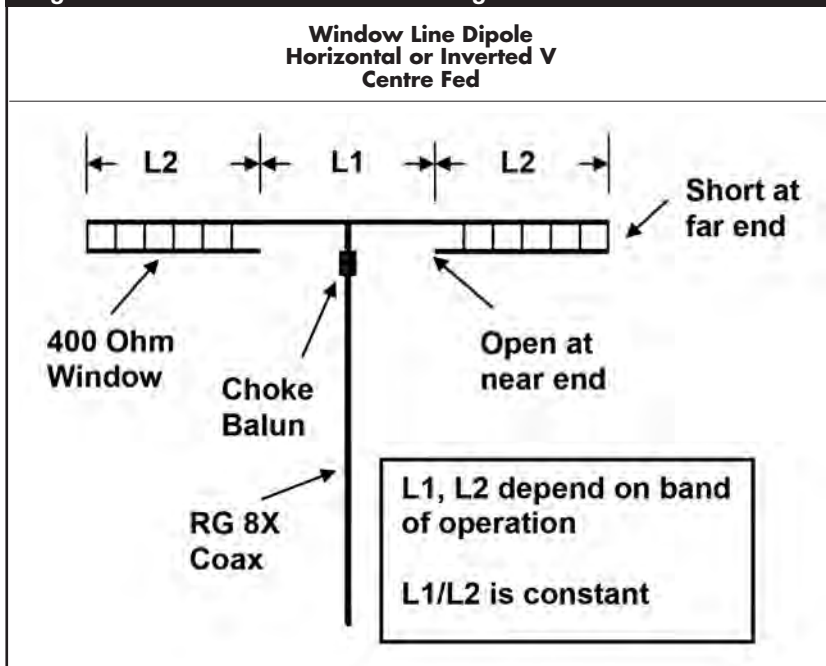 Window Line Dipole
Horizontal or Inverted V
Centre Fed
L2
L1
L2
Short at
far end
400 Ohm
Window
Choke
Balun
Open at
near end
RG 8X
Coax
L1, L2 depend on band
of operation
L1/L2 is constant